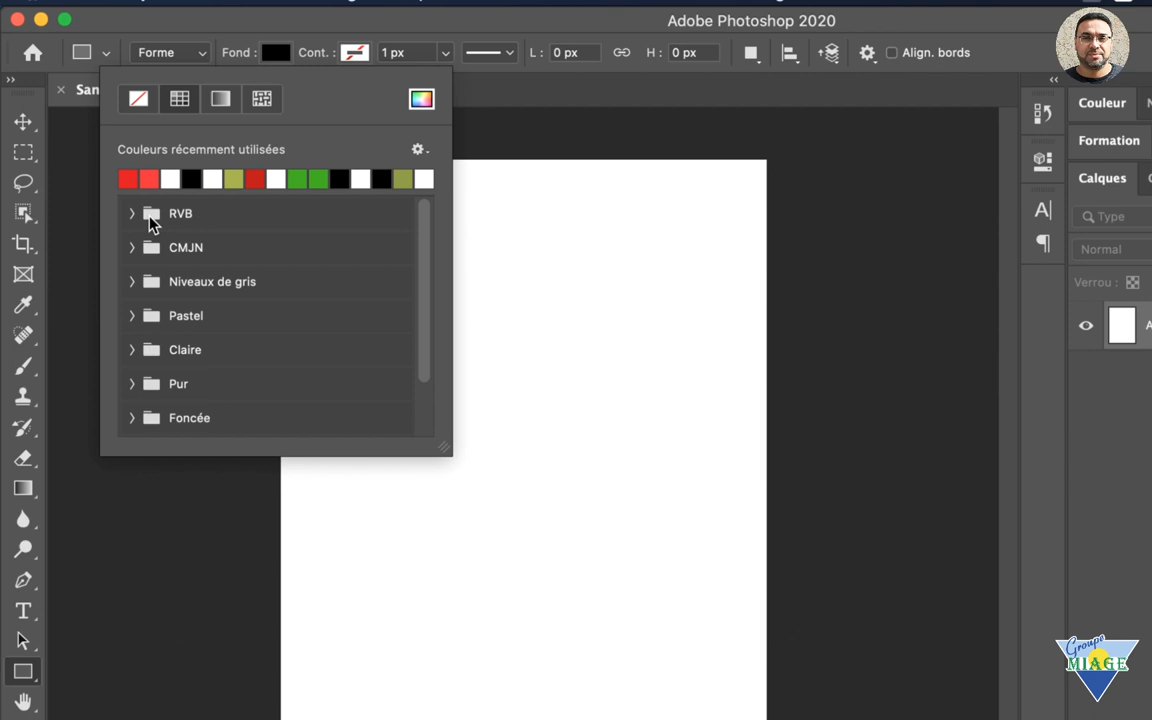 Adobe Photoshop 2020
Forme Fond : Cont. : 1 px L : 0 px H : 0 px Align. bords
San
Couleurs récemment utilisées
RVB
CMJN
Niveaux de gris
Pastel
Claire
Pur
Foncée
Couleur
Formation
Calques
Type
Normal
Verrou :
Groupe
MIAGE